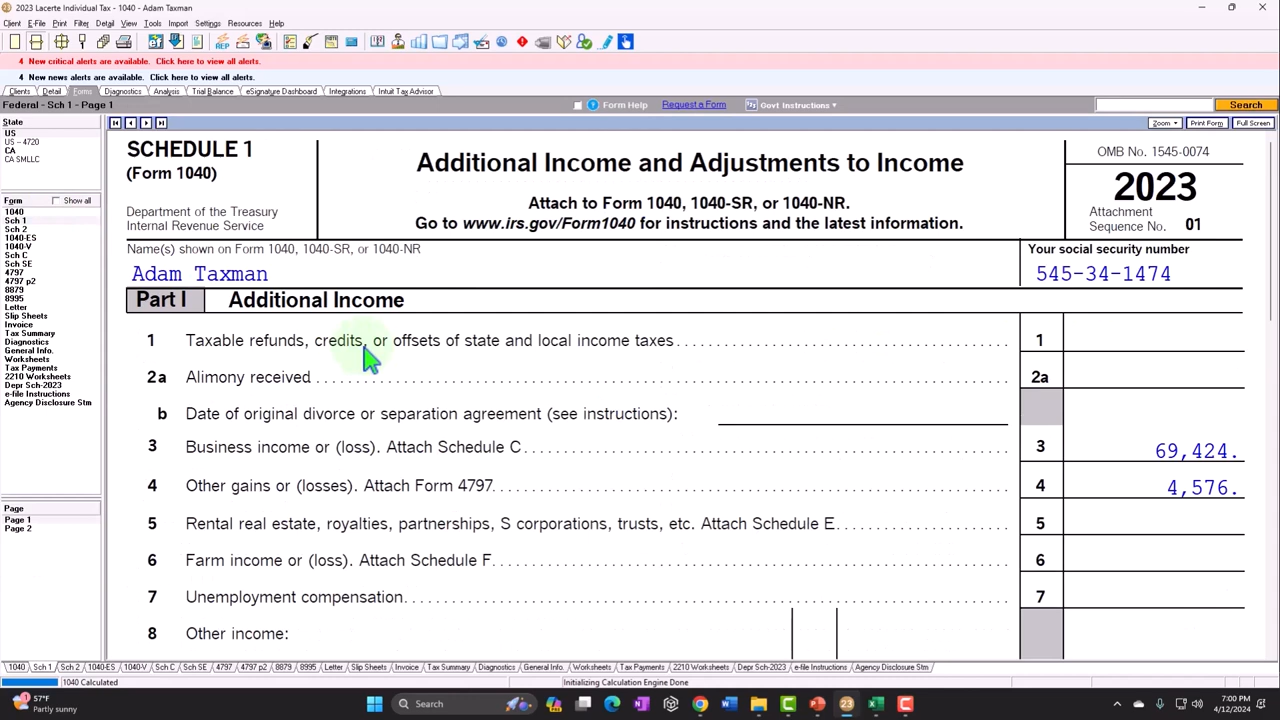 2023 Lacerte Individual Tax - 1040 - Adam Taxman
Client E-File Print Filter Detail View Tools Import Settings Resources Help
REP
4 New critical alerts are available. Click here to view all alerts.
4 New news alerts are available. Click here to view all alerts.
Clients Detail Forms Diagnostics Analysis Trial Balance eSignature Dashboard Integrations Intuit Tax Advisor
Federal - Sch 1 - Page 1 Form Help Request a Form Govt Instructions Search
State
US
US - 4720
CA
CA SMLLC
Form Show all
1040
Sch 1
Sch 2
1040-ES
1040-V
Sch C
Sch SE
4797
4797 p2
8879
8995
Letter
Slip Sheets
Invoice
Tax Summary
Diagnostics
General Info.
Worksheets
Tax Payments
2210 Worksheets
Depr Sch-2023
e-file Instructions
Agency Disclosure Stm
Page
Page 1
Page 2
Zoom Print Form Full Screen
SCHEDULE 1
(Form 1040)
Department of the Treasury
Internal Revenue Service
Additional Income and Adjustments to Income
Attach to Form 1040, 1040-SR, or 1040-NR.
Go to www.irs.gov/Form1040 for instructions and the latest information.
OMB No. 1545-0074
2023
Attachment
Sequence No. 01
Name(s) shown on Form 1040, 1040-SR, or 1040-NR
Your social security number
Adam Taxman 545-34-1474
Part I Additional Income
1 Taxable refunds, credits, or offsets of state and local income taxes 1
2a Alimony received 2a
b Date of original divorce or separation agreement (see instructions):
3 Business income or (loss). Attach Schedule C 3 69,424.
4 Other gains or (losses). Attach Form 4797 4 4,576.
5 Rental real estate, royalties, partnerships, S corporations, trusts, etc. Attach Schedule E 5
6 Farm income or (loss). Attach Schedule F 6
7 Unemployment compensation 7
8 Other income:
1040 Sch 1 Sch 2 1040-ES 1040-V Sch C Sch SE 4797 4797 p2 8879 8995 Letter Slip Sheets Invoice Tax Summary Diagnostics General Info. Worksheets Tax Payments 2210 Worksheets Depr Sch-2023 e-file Instructions Agency Disclosure Stm
1040 Calculated Initializing Calculation Engine Done
57°F
Partly sunny
Search
23
7:00 PM
4/12/2024